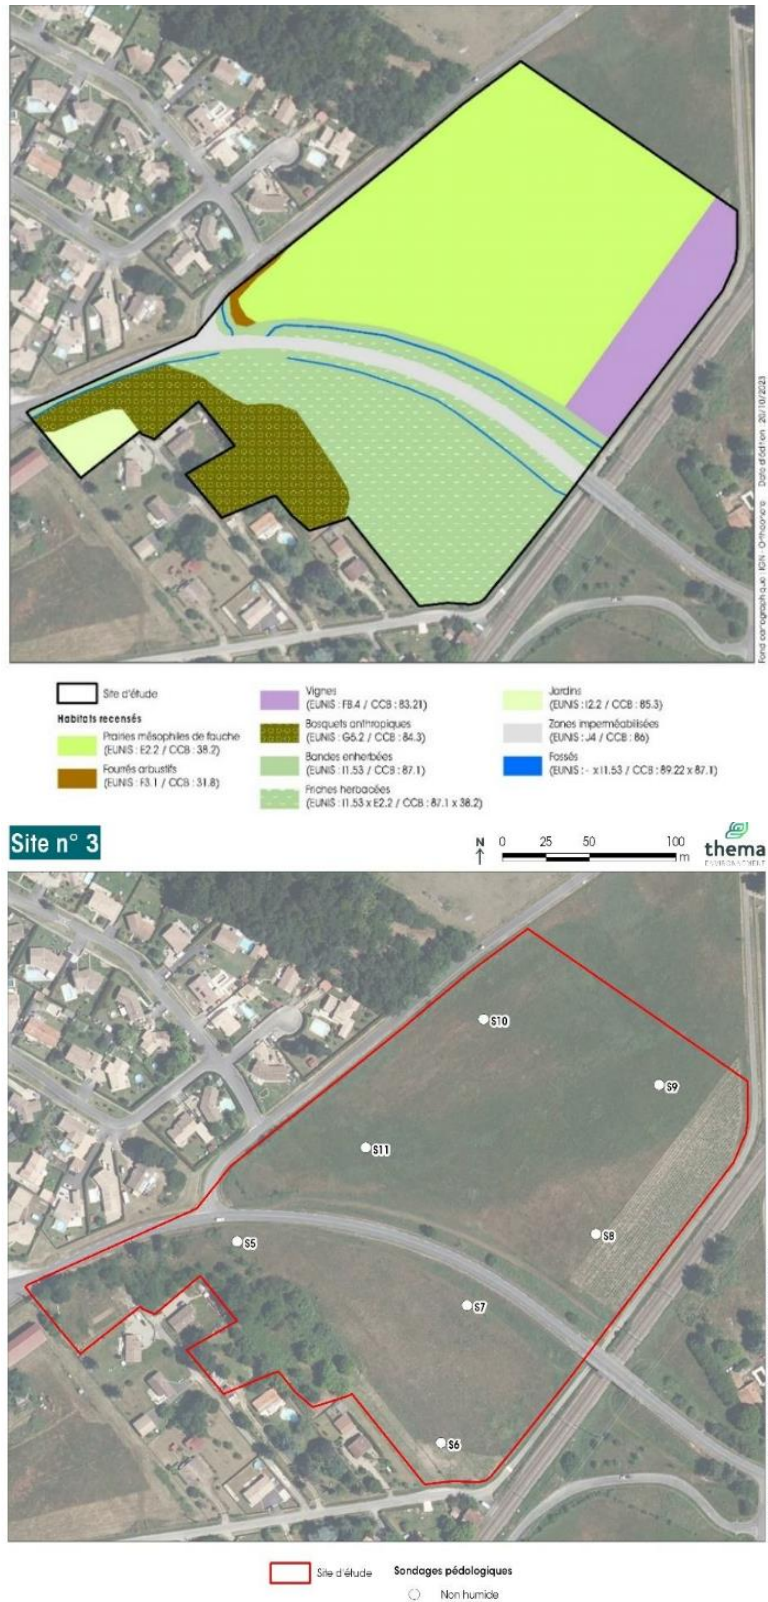 Fond cartographique : IGN - Orthophoto Date d'édition 20/10/2023
Site d'étude
Habitats recensés
Prairies mésophiles de fauche
(EUNIS : E2.2 / CCB : 38.2)
Fourrés arbustifs
(EUNIS : F3.1 / CCB : 31.8)
Vignes
(EUNIS : FB.4 / CCB : 83.21)
Bosquets anthropiques
(EUNIS : G5.2 / CCB : 84.3)
Bandes enherbées
(EUNIS : I1.53 / CCB : 87.1)
Friches herbacées
(EUNIS : I1.53 x E2.2 / CCB : 87.1 x 38.2)
Jardins
(EUNIS : I2.2 / CCB : 85.3)
Zones imperméabilisées
(EUNIS : J4 / CCB : 86)
Fossés
(EUNIS : - x I1.53 / CCB : 89.22 x 87.1)
Site n° 3
N
0 25 50 100
m
thema
ENVIRONNEMENT
S10
S9
S11
S8
S5
S7
S6
Site d'étude
Sondages pédologiques
Non humide